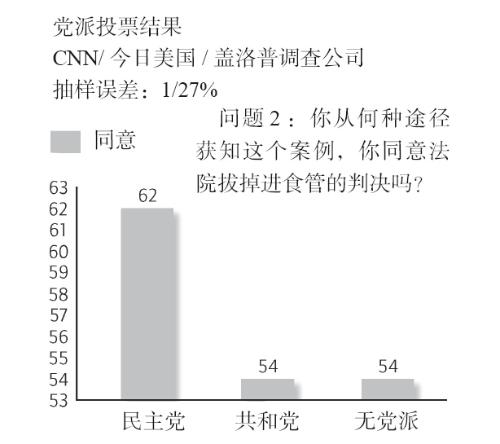 党派投票结果
CNN/ 今日美国 / 盖洛普调查公司
抽样误差：1/27%
问题 2 ：你从何种途径
获知这个案例，你同意法
院拔掉进食管的判决吗？
同意
63
62
61
60
59
58
57
56
55
54
53
62
54
54
民主党
共和党
无党派